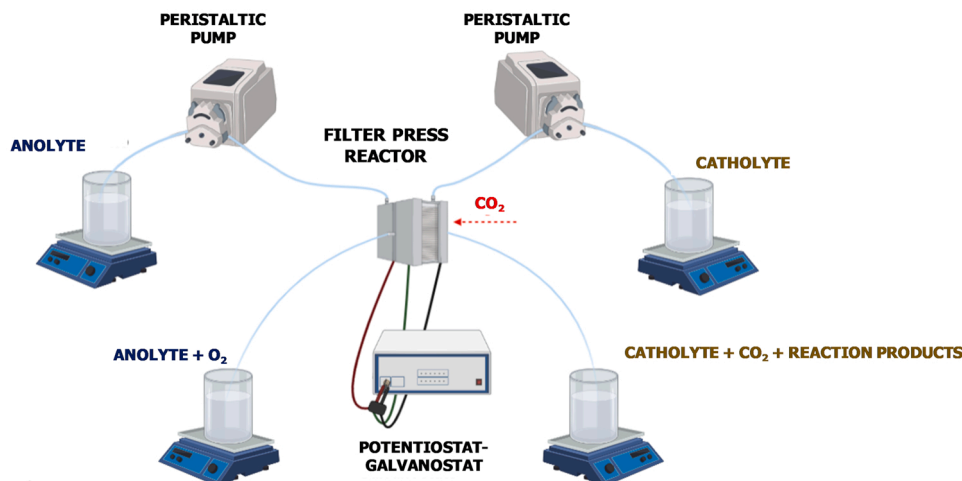 PERISTALTIC
PUMP
PERISTALTIC
PUMP
FILTER PRESS
REACTOR
ANOLYTE
CATHOLYTE
CO₂
ANOLYTE + O₂
CATHOLYTE + CO₂ + REACTION PRODUCTS
POTENTIOSTAT-
GALVANOSTAT